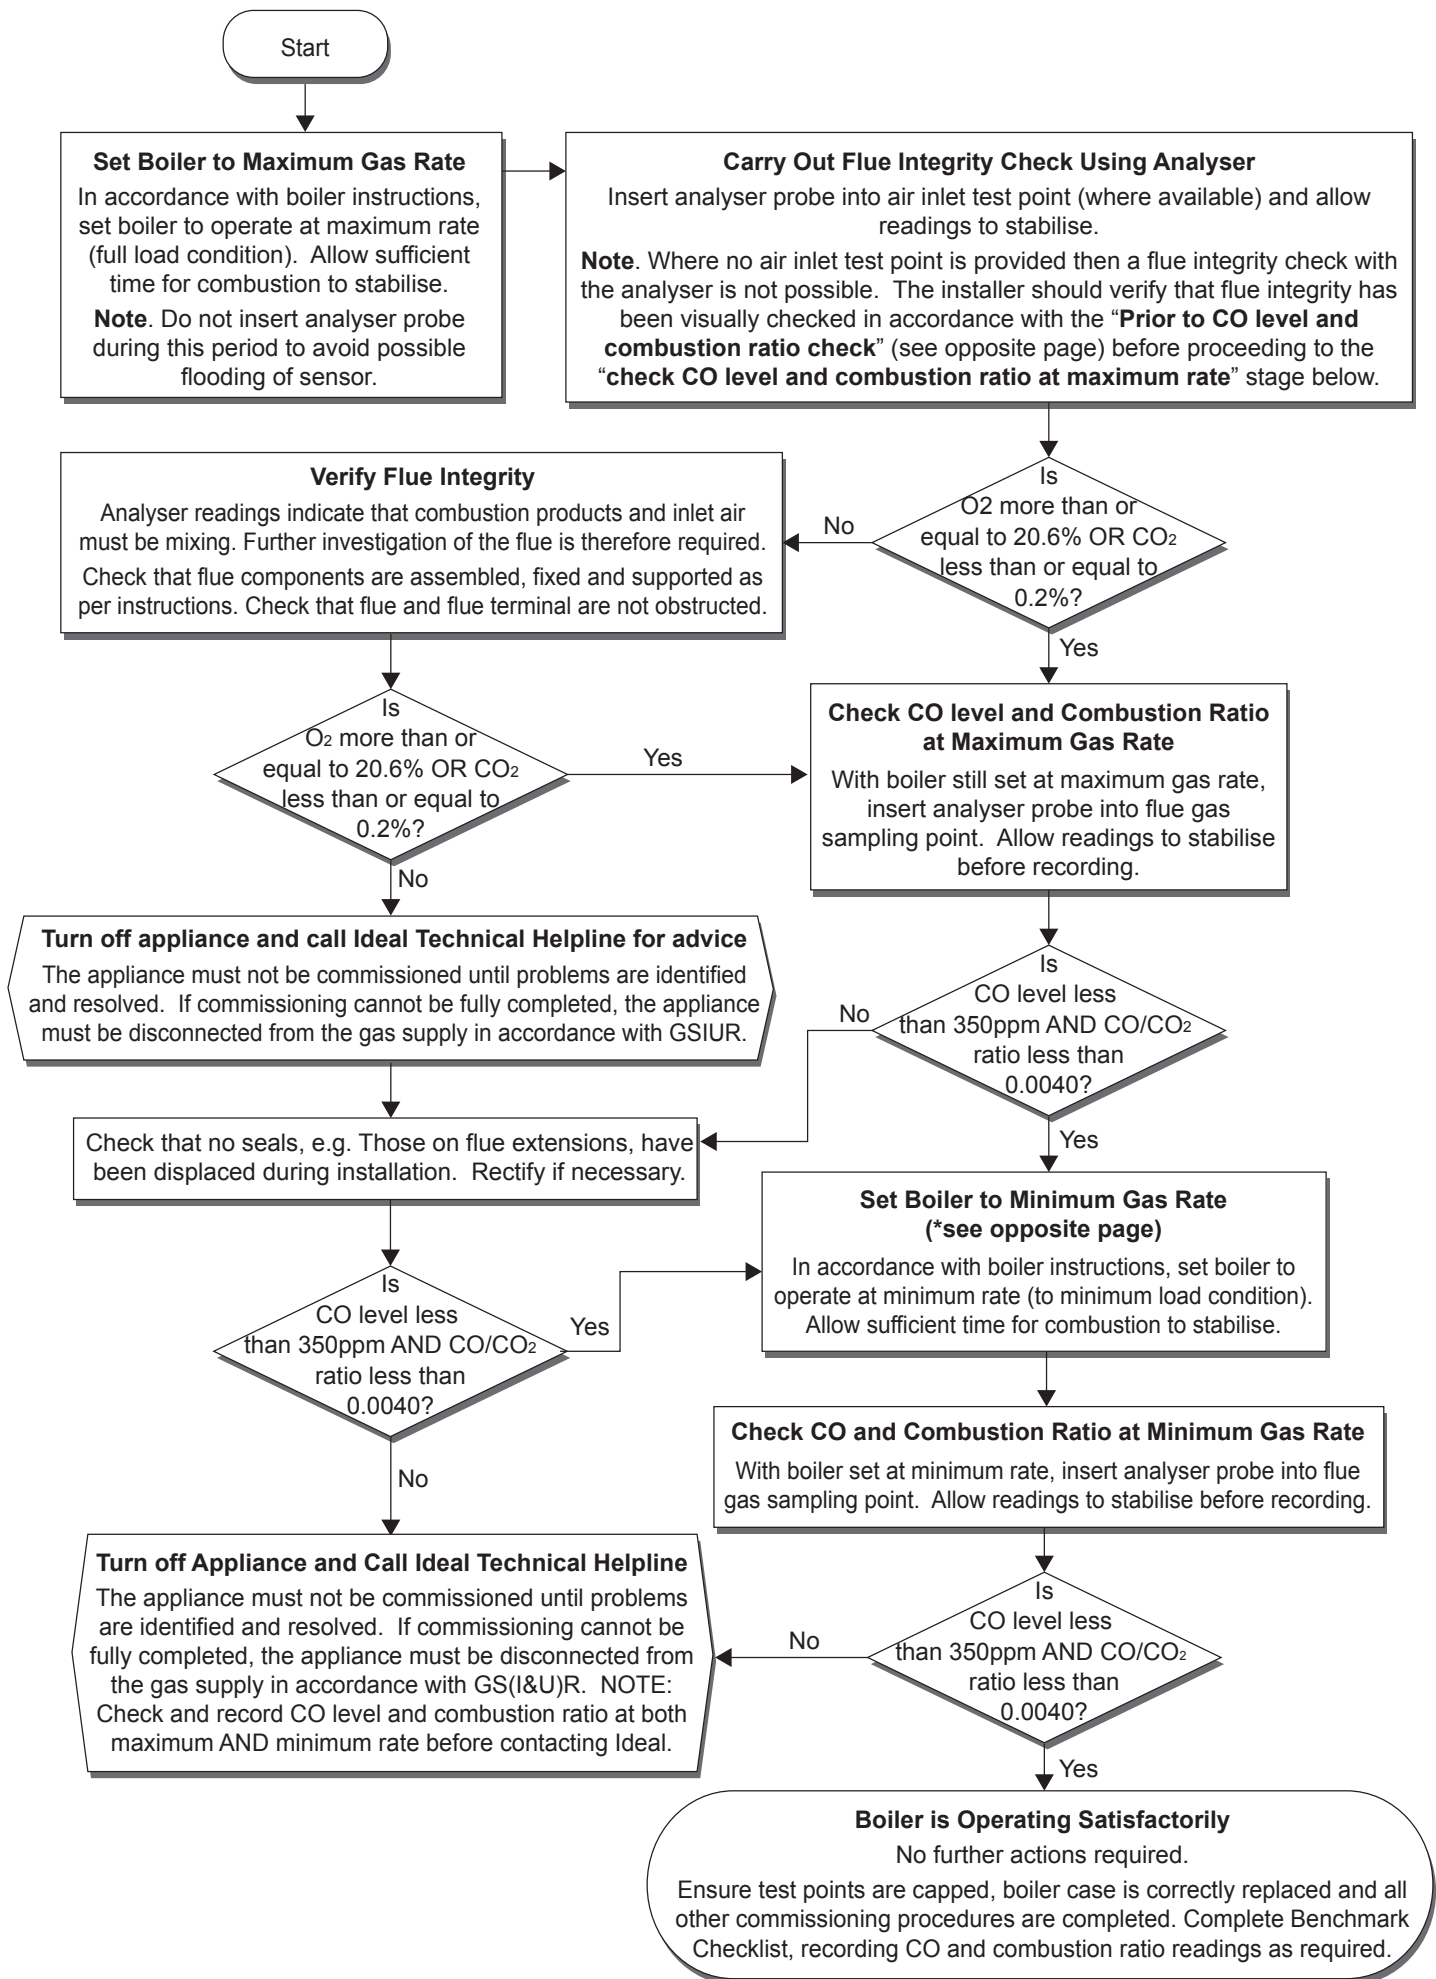 Start
Set Boiler to Maximum Gas Rate
In accordance with boiler instructions,
set boiler to operate at maximum rate
(full load condition). Allow sufficient
time for combustion to stabilise.
Note. Do not insert analyser probe
during this period to avoid possible
flooding of sensor.
Carry Out Flue Integrity Check Using Analyser
Insert analyser probe into air inlet test point (where available) and allow
readings to stabilise.
Note. Where no air inlet test point is provided then a flue integrity check with
the analyser is not possible. The installer should verify that flue integrity has
been visually checked in accordance with the “Prior to CO level and
combustion ratio check” (see opposite page) before proceeding to the
“check CO level and combustion ratio at maximum rate” stage below.
Is
O2 more than or
equal to 20.6% OR CO2
less than or equal to
0.2%?
No
Yes
Verify Flue Integrity
Analyser readings indicate that combustion products and inlet air
must be mixing. Further investigation of the flue is therefore required.
Check that flue components are assembled, fixed and supported as
per instructions. Check that flue and flue terminal are not obstructed.
Is
O2 more than or
equal to 20.6% OR CO2
less than or equal to
0.2%?
Yes
No
Check CO level and Combustion Ratio
at Maximum Gas Rate
With boiler still set at maximum gas rate,
insert analyser probe into flue gas
sampling point. Allow readings to stabilise
before recording.
Turn off appliance and call Ideal Technical Helpline for advice
The appliance must not be commissioned until problems are identified
and resolved. If commissioning cannot be fully completed, the appliance
must be disconnected from the gas supply in accordance with GSIUR.
Is
CO level less
than 350ppm AND CO/CO2
ratio less than
0.0040?
No
Yes
Check that no seals, e.g. Those on flue extensions, have
been displaced during installation. Rectify if necessary.
Set Boiler to Minimum Gas Rate
(*see opposite page)
In accordance with boiler instructions, set boiler to
operate at minimum rate (to minimum load condition).
Allow sufficient time for combustion to stabilise.
Is
CO level less
than 350ppm AND CO/CO2
ratio less than
0.0040?
Yes
No
Check CO and Combustion Ratio at Minimum Gas Rate
With boiler set at minimum rate, insert analyser probe into flue
gas sampling point. Allow readings to stabilise before recording.
Turn off Appliance and Call Ideal Technical Helpline
The appliance must not be commissioned until problems
are identified and resolved. If commissioning cannot be
fully completed, the appliance must be disconnected from
the gas supply in accordance with GS(I&U)R. NOTE:
Check and record CO level and combustion ratio at both
maximum AND minimum rate before contacting Ideal.
Is
CO level less
than 350ppm AND CO/CO2
ratio less than
0.0040?
No
Yes
Boiler is Operating Satisfactorily
No further actions required.
Ensure test points are capped, boiler case is correctly replaced and all
other commissioning procedures are completed. Complete Benchmark
Checklist, recording CO and combustion ratio readings as required.